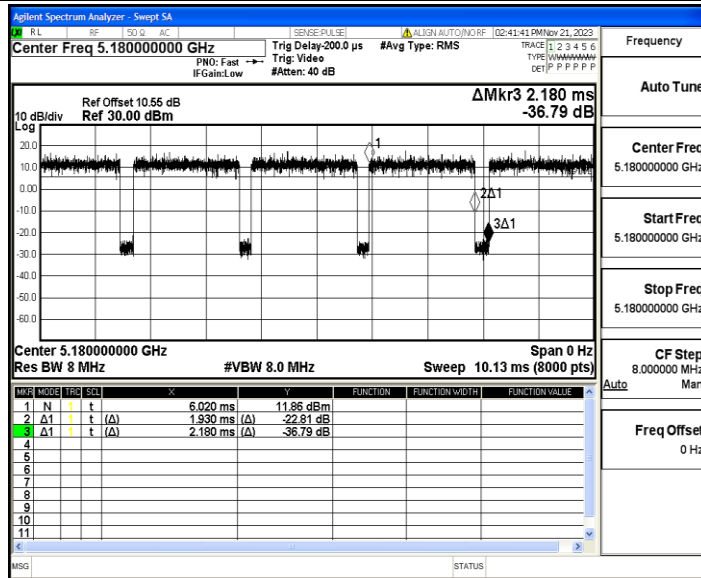 Agilent Spectrum Analyzer - Swept SA
RL RF 50 Ω AC SENSE:PULSE ALIGN AUTO/NO RF 02:41:41 PM Nov 21, 2023
Center Freq 5.180000000 GHz Trig Delay-200.0 µs #Avg Type: RMS TRACE 1 2 3 4 5 6
PNO: Fast Trig: Video TYPE WWWWWW
IFGain:Low #Atten: 40 dB DET P P P P P P
ΔMkr3 2.180 ms
-36.79 dB
Ref Offset 10.55 dB
10 dB/div Ref 30.00 dBm
Log
20.0
10.0
0.00
-10.0
-20.0
-30.0
-40.0
-50.0
-60.0
1
2Δ1
3Δ1
Center 5.180000000 GHz Span 0 Hz
Res BW 8 MHz #VBW 8.0 MHz Sweep 10.13 ms (8000 pts)
MKR MODE TRC SCL X Y FUNCTION FUNCTION WIDTH FUNCTION VALUE
1 N 1 t 6.020 ms 11.86 dBm
2 Δ1 1 t (Δ) 1.930 ms (Δ) -22.81 dB
3 Δ1 1 t (Δ) 2.180 ms (Δ) -36.79 dB
4
5
6
7
8
9
10
11
MSG STATUS
Frequency
Auto Tune
Center Freq
5.180000000 GHz
Start Freq
5.180000000 GHz
Stop Freq
5.180000000 GHz
CF Step
8.000000 MHz
Auto Man
Freq Offset
0 Hz